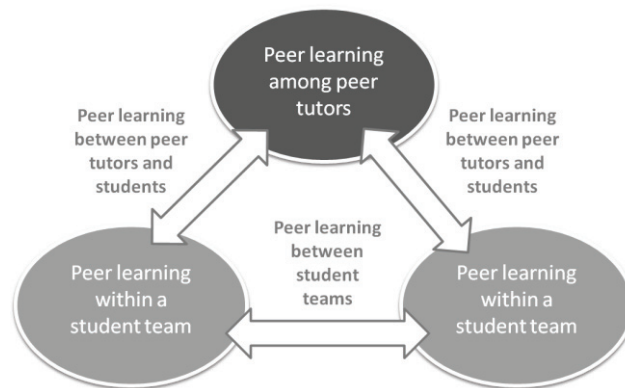 Peer learning
among peer
tutors
Peer learning
between peer
tutors and
students
Peer learning
between peer
tutors and
students
Peer learning
between
student
teams
Peer learning
within a
student team
Peer learning
within a
student team